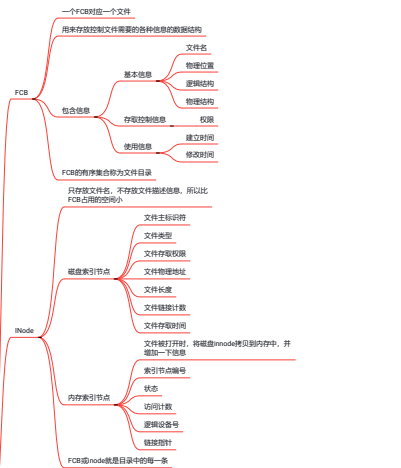 一个FCB对应一个文件
用来存放控制文件需要的各种信息的数据结构
FCB
包含信息
基本信息
文件名
物理位置
逻辑结构
物理结构
存取控制信息
权限
使用信息
建立时间
修改时间
FCB的有序集合称为文件目录
INode
只存放文件名，不存放文件描述信息，所以比
FCB占用的空间小
磁盘索引节点
文件主标识符
文件类型
文件存取权限
文件物理地址
文件长度
文件链接计数
文件存取时间
内存索引节点
文件被打开时，将磁盘innode拷贝到内存中，并
增加一下信息
索引节点编号
状态
访问计数
逻辑设备号
链接指针
FCB或inode就是目录中的每一条